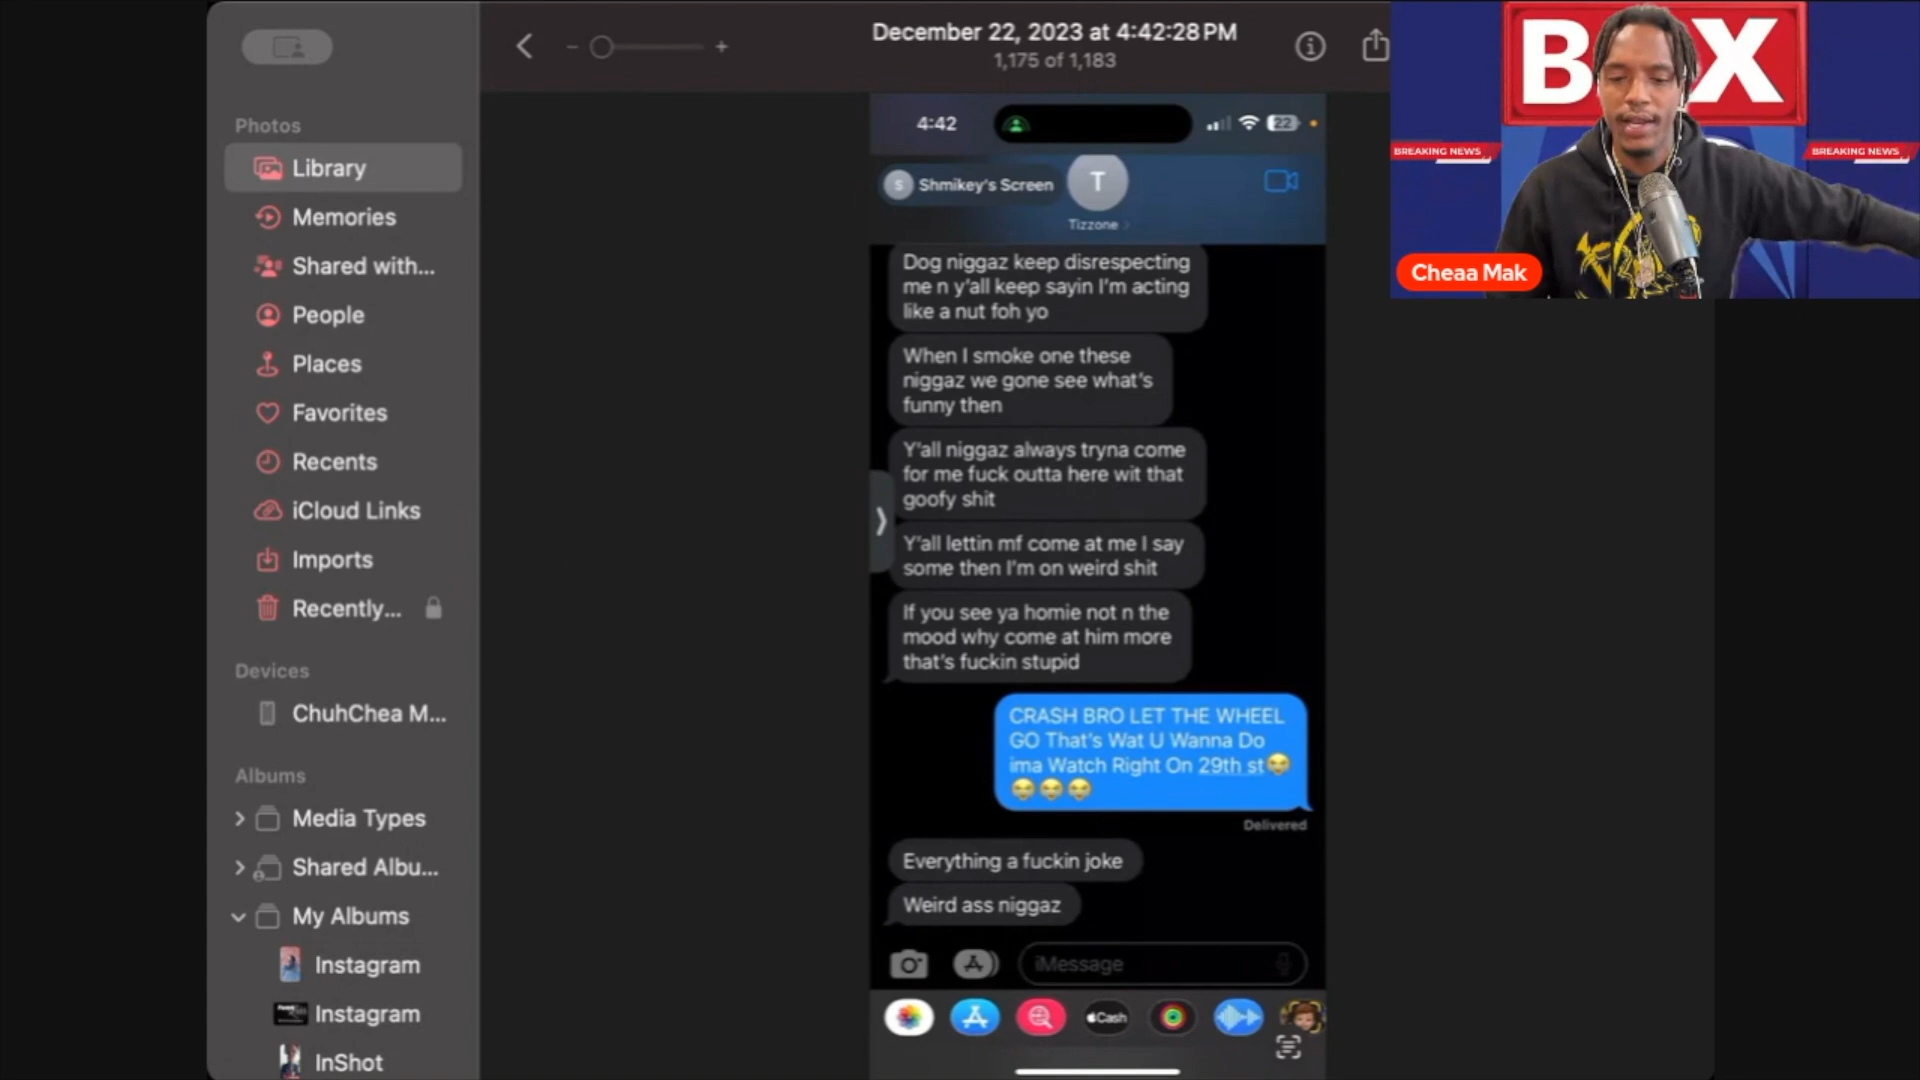 December 22, 2023 at 4:42:28 PM
1,175 of 1,183
Photos
Library
Memories
Shared with...
People
Places
Favorites
Recents
iCloud Links
Imports
Recently...
Devices
ChuhChea M...
Albums
Media Types
Shared Albu...
My Albums
Instagram
Instagram
InShot
4:42
22
S
Shmikey's Screen
T
Tizzone
Dog niggaz keep disrespecting
me n y'all keep sayin I'm acting
like a nut foh yo
When I smoke one these
niggaz we gone see what's
funny then
Y'all niggaz always tryna come
for me fuck outta here wit that
goofy shit
Y'all lettin mf come at me I say
some then I'm on weird shit
If you see ya homie not n the
mood why come at him more
that's fuckin stupid
CRASH BRO LET THE WHEEL
GO That's Wat U Wanna Do
ima Watch Right On 29th st😂
😂😂😂
Delivered
Everything a fuckin joke
Weird ass niggaz
iMessage
Cash
B X
BREAKING NEWS
BREAKING NEWS
Cheaa Mak